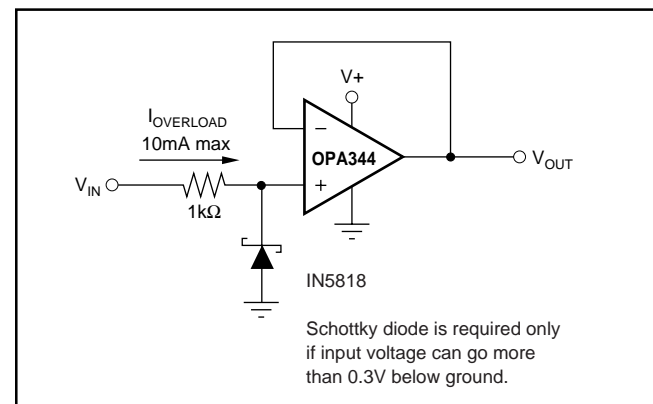 V+
IOVERLOAD
10mA max
−
OPA344
VOUT
VIN
+
1kΩ
IN5818
Schottky diode is required only
if input voltage can go more
than 0.3V below ground.